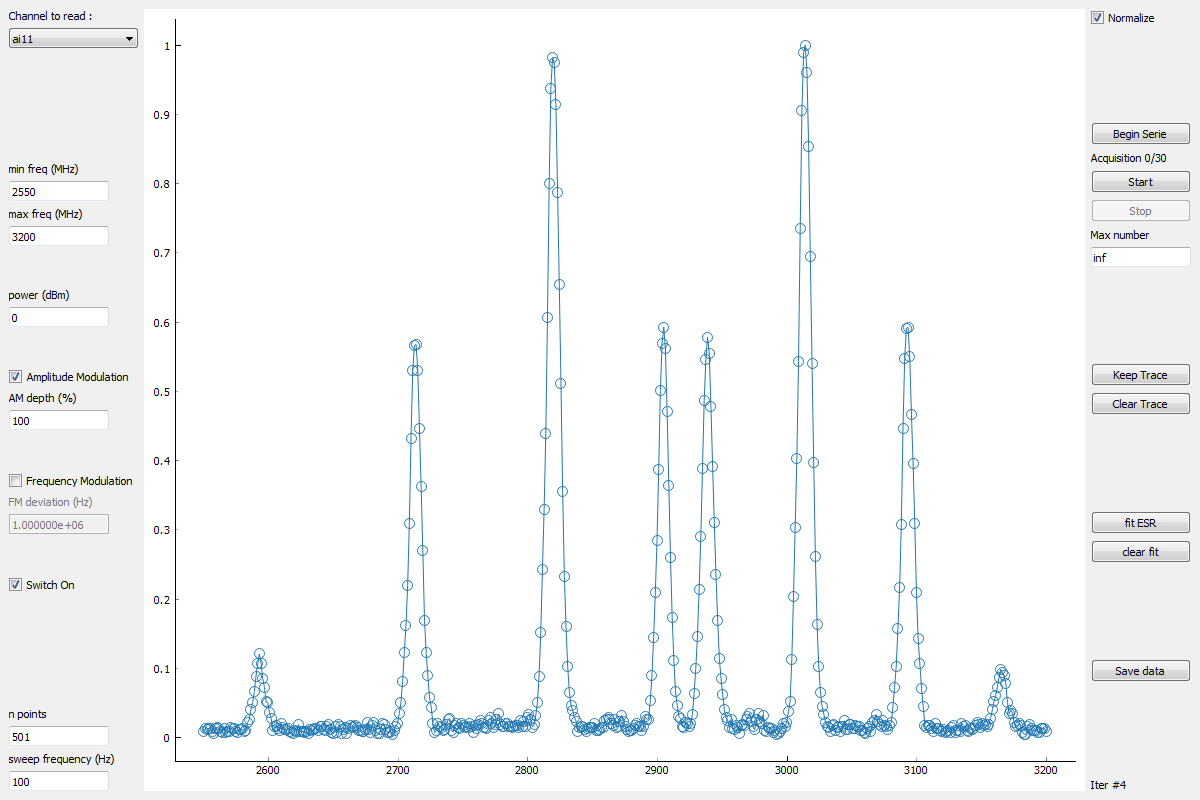 Channel to read :
ai11
min freq (MHz)
2550
max freq (MHz)
3200
power (dBm)
0
Amplitude Modulation
AM depth (%)
100
Frequency Modulation
FM deviation (Hz)
1.000000e+06
Switch On
n points
501
sweep frequency (Hz)
100
1
0.9
0.8
0.7
0.6
0.5
0.4
0.3
0.2
0.1
0
2600 2700 2800 2900 3000 3100 3200
Normalize
Begin Serie
Acquisition 0/30
Start
Stop
Max number
inf
Keep Trace
Clear Trace
fit ESR
clear fit
Save data
Iter #4